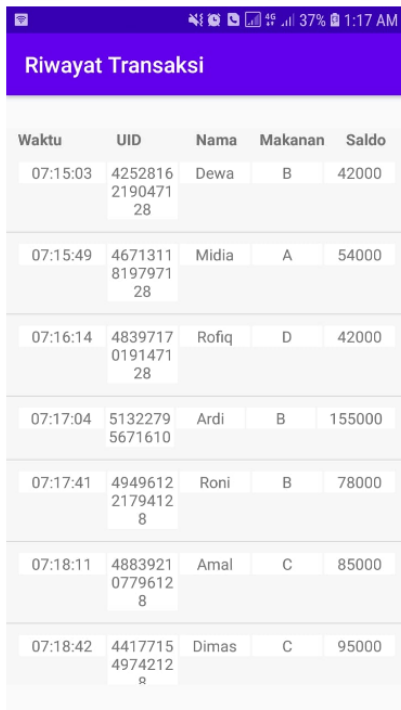 4G 37% 1:17 AM
Riwayat Transaksi
Waktu UID Nama Makanan Saldo
07:15:03 4252816 Dewa B 42000
2190471
28
07:15:49 4671311 Midia A 54000
8197971
28
07:16:14 4839717 Rofiq D 42000
0191471
28
07:17:04 5132279 Ardi B 155000
5671610
07:17:41 4949612 Roni B 78000
2179412
8
07:18:11 4883921 Amal C 85000
0779612
8
07:18:42 4417715 Dimas C 95000
4974212
8